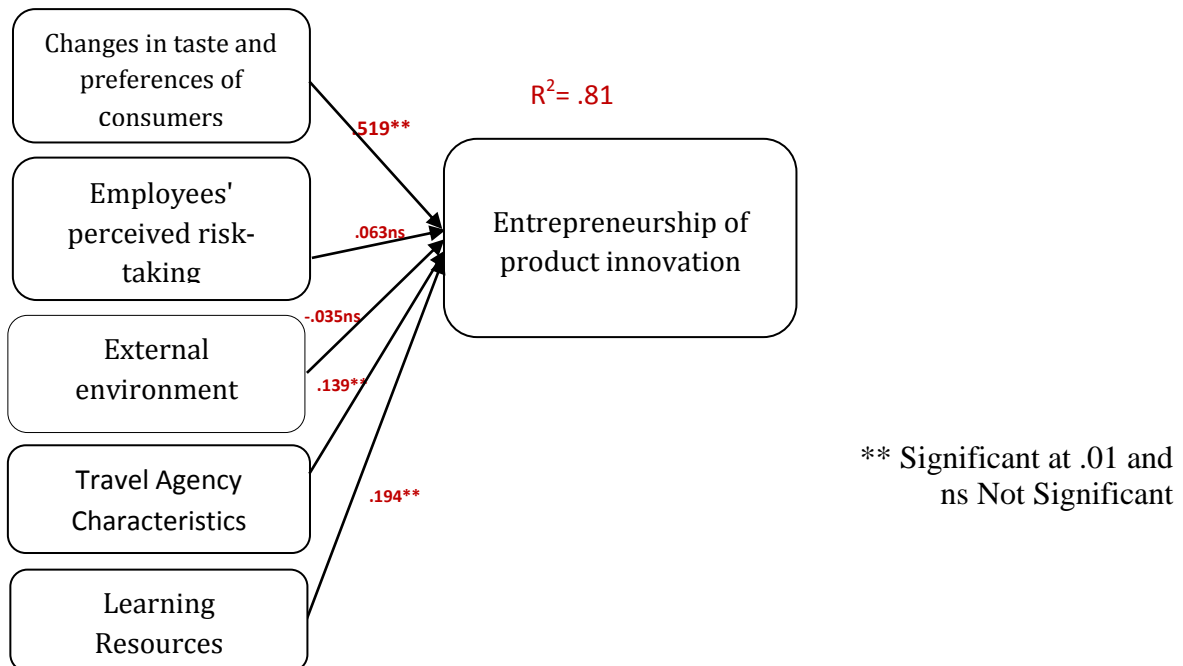 Changes in taste and
preferences of
consumers
R²= .81
.519**
Employees'
perceived risk-
taking
.063ns
Entrepreneurship of
product innovation
-.035ns
External
environment
.139**
Travel Agency
Characteristics
** Significant at .01 and
ns Not Significant
.194**
Learning
Resources